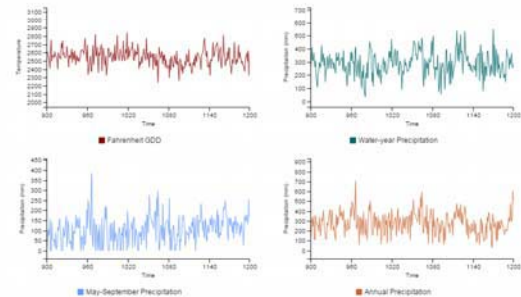 3100
3000
2900
2800
2700
2600
2500
2400
2300
2200
2100
2000
Temperature
900 960 1020 1080 1140 1200
Time
Fahrenheit GDD
700
600
500
400
300
200
100
0
Precipitation (mm)
900 960 1020 1080 1140 1200
Time
Water-year Precipitation
450
400
350
300
250
200
150
100
50
0
Precipitation (mm)
900 960 1020 1080 1140 1200
Time
May-September Precipitation
900
800
700
600
500
400
300
200
100
0
Precipitation (mm)
900 960 1020 1080 1140 1200
Time
Annual Precipitation